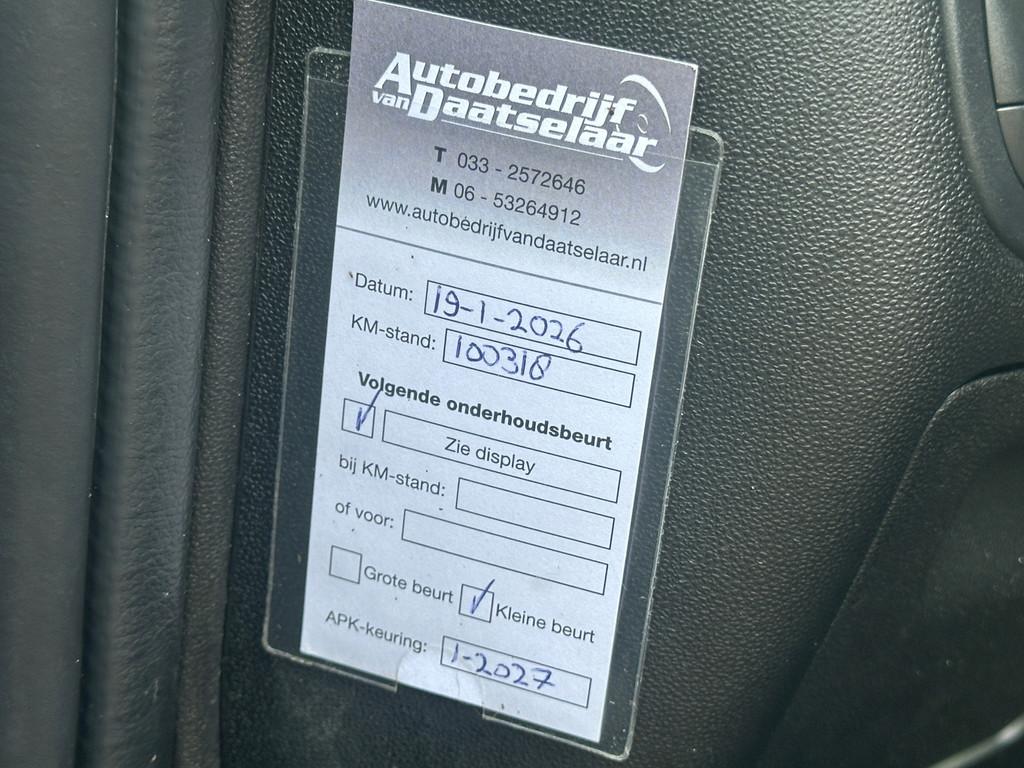 Autobedrijf
van Daatselaar
T 033 - 2572646
M 06 - 53264912
www.autobedrijfvandaatselaar.nl
Datum: 19-1-2026
KM-stand: 100318
Volgende onderhoudsbeurt
Zie display
bij KM-stand:
of voor:
Grote beurt Kleine beurt
APK-keuring: 1-2027